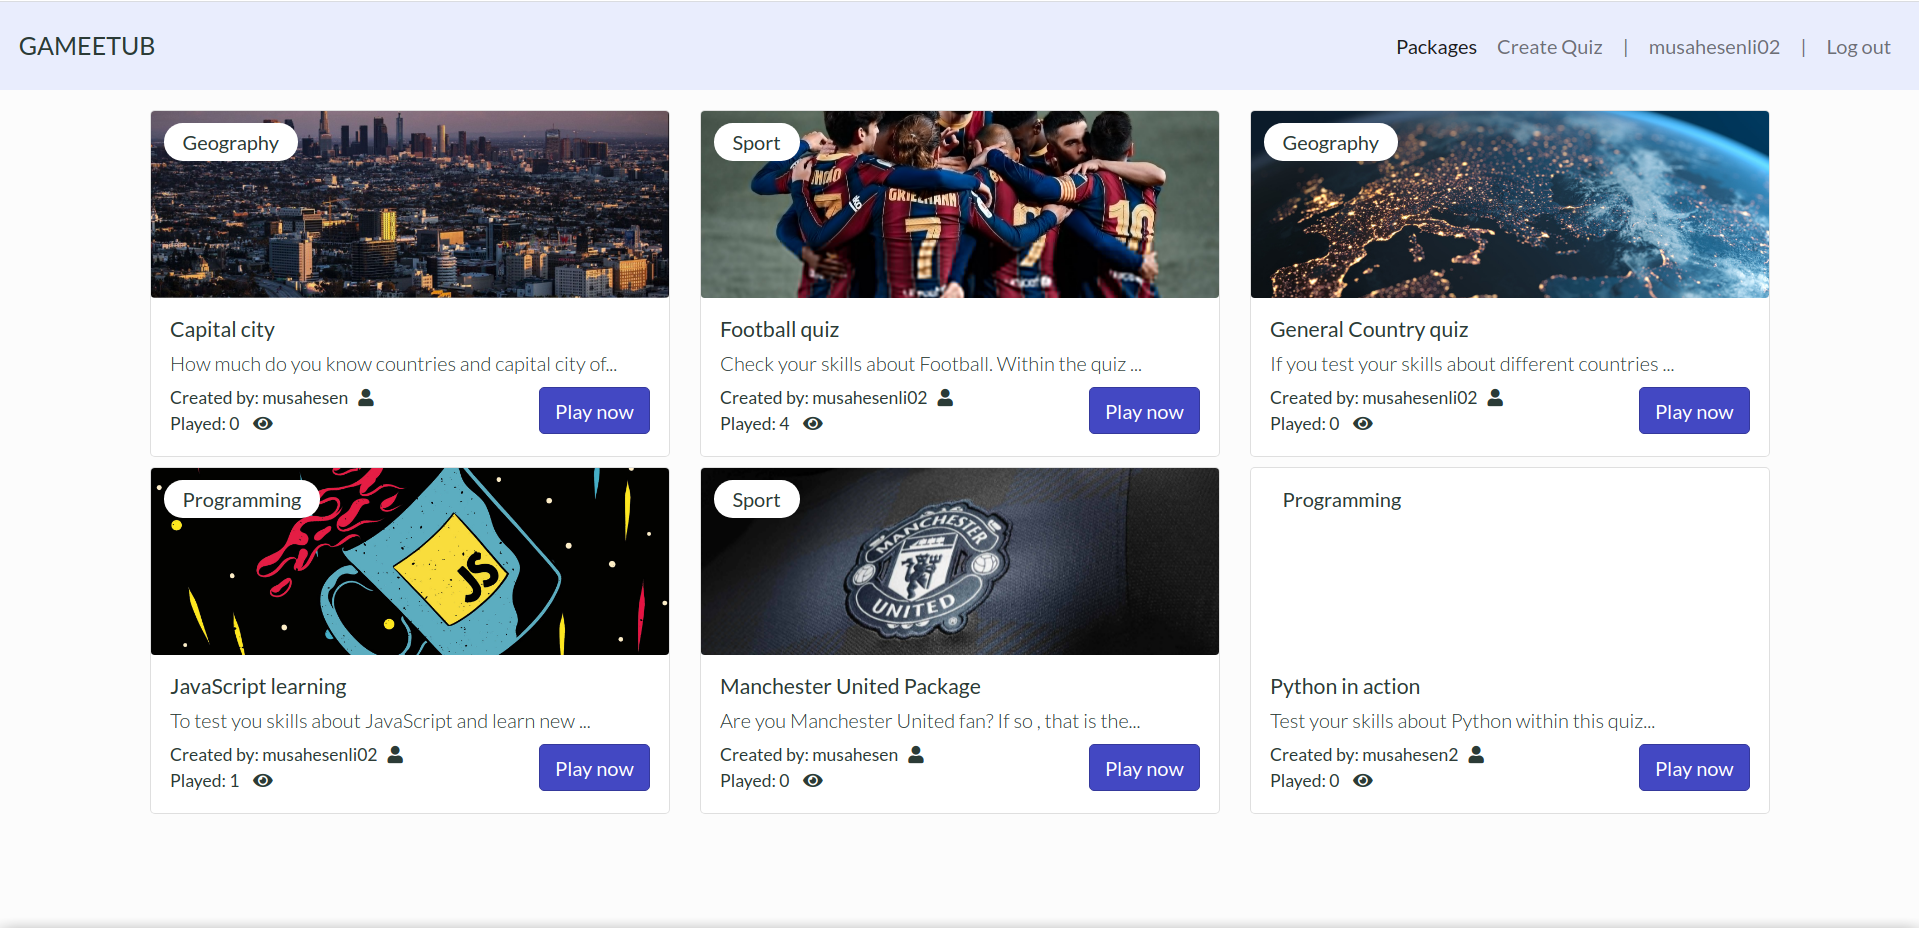 GAMEETUB
Packages Create Quiz | musahesenli02 | Log out
Geography
Capital city
How much do you know countries and capital city of...
Created by: musahesen
Played: 0
Play now
Sport
GRIEZMANN
7
10
Football quiz
Check your skills about Football. Within the quiz ...
Created by: musahesenli02
Played: 4
Play now
Geography
General Country quiz
If you test your skills about different countries ...
Created by: musahesenli02
Played: 0
Play now
Programming
JS
JavaScript learning
To test you skills about JavaScript and learn new ...
Created by: musahesenli02
Played: 1
Play now
Sport
MANCHESTER
UNITED
Manchester United Package
Are you Manchester United fan? If so , that is the...
Created by: musahesen
Played: 0
Play now
Programming
Python in action
Test your skills about Python within this quiz...
Created by: musahesen2
Played: 0
Play now